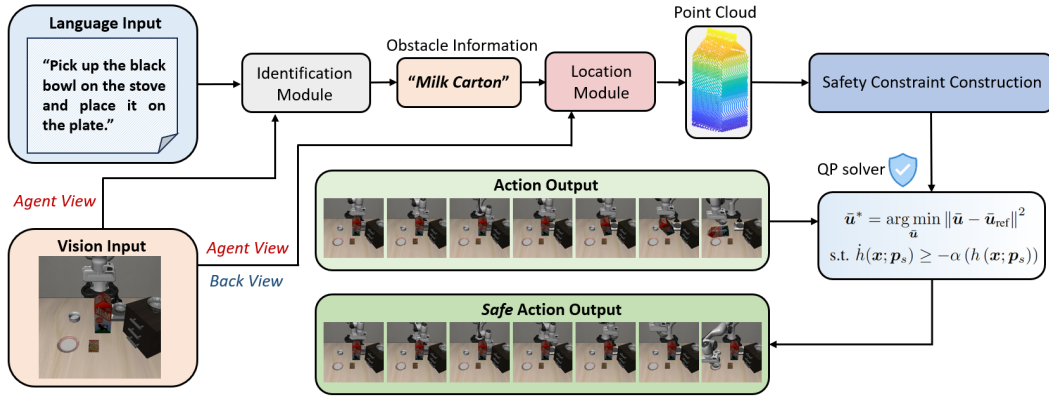 Language Input
“Pick up the black
bowl on the stove
and place it on
the plate.”
Identification
Module
Obstacle Information
“Milk Carton”
Location
Module
Point Cloud
Safety Constraint Construction
QP solver
Agent View
Vision Input
Agent View
Back View
Action Output
ū* = arg min ‖ū − ū_ref‖²
ū
s.t. ḣ(x; p_s) ≥ −α (h (x; p_s))
Safe Action Output